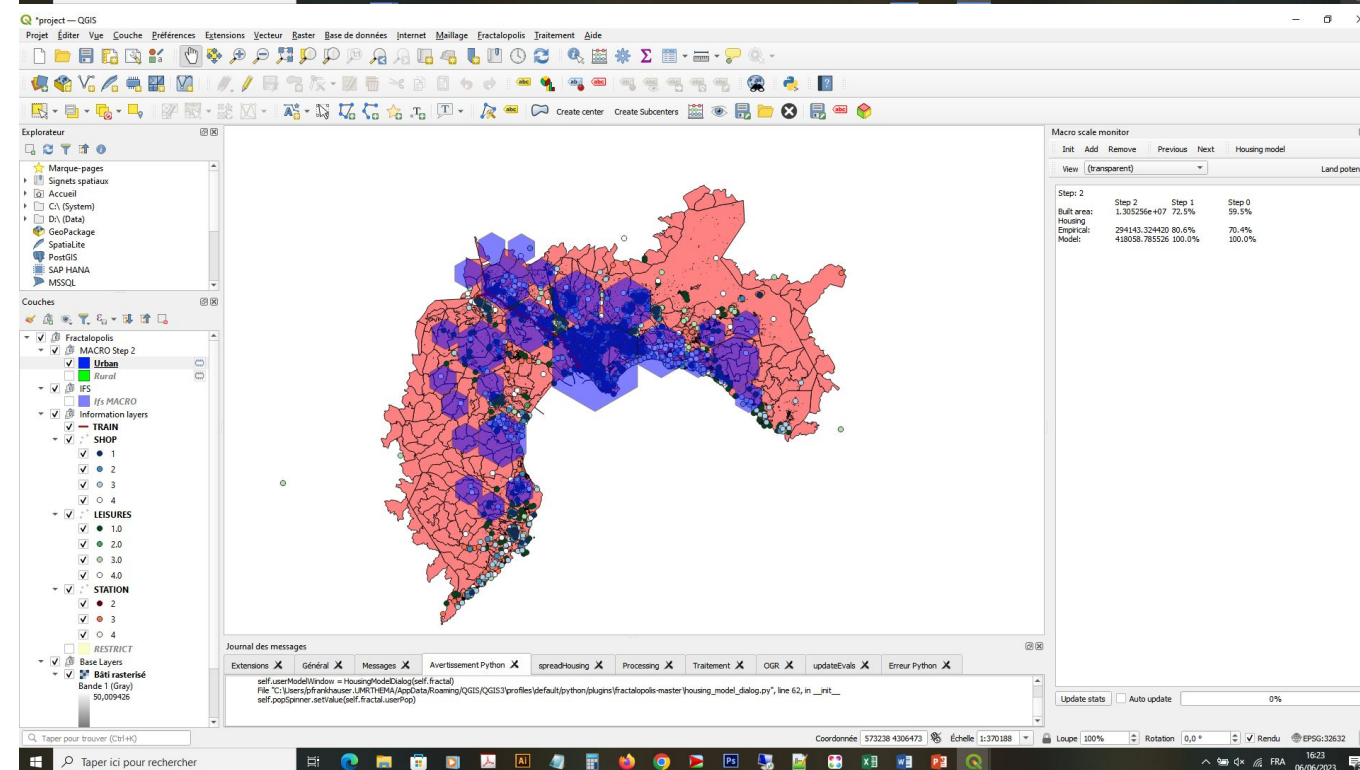 *project — QGIS
Projet Éditer Vue Couche Préférences Extensions Vecteur Raster Base de données Internet Maillage Fractalopolis Traitement Aide
Create center Create Subcenters
Explorateur
Marque-pages
Signets spatiaux
Accueil
C:\ (System)
D:\ (Data)
GeoPackage
SpatiaLite
PostGIS
SAP HANA
MSSQL
Couches
Fractalopolis
MACRO Step 2
Urban
Rural
IFS
Ifs MACRO
Information layers
TRAIN
SHOP
1
2
3
4
LEISURES
1.0
2.0
3.0
4.0
STATION
2
3
4
RESTRICT
Base Layers
Bâti rasterisé
Bande 1 (Gray)
50,009426
Macro scale monitor
Init Add Remove Previous Next Housing model
View (transparent) Land poten
Step: 2
Step 2 Step 1 Step 0
Built area: 1.305256e+07 72.5% 59.5%
Housing
Empirical: 294143.324420 80.6% 70.4%
Model: 418058.785526 100.0% 100.0%
Journal des messages
Extensions Général Messages Avertissement Python spreadHousing Processing Traitement OGR updateEvals Erreur Python
self.userModelWindow = HousingModelDialog(self.fractal)
File "C:\Users/pfrankhauser.UMRTHEMA/AppData/Roaming/QGIS/QGIS3\profiles\default/python/plugins\fractalopolis-master\housing_model_dialog.py", line 62, in __init__
self.popSpinner.setValue(self.fractal.userPop)
Update stats Auto update 0%
Taper pour trouver (Ctrl+K)
Coordonnée 573238 4306473 Échelle 1:370188 Loupe 100% Rotation 0,0 ° Rendu EPSG:32632
Taper ici pour rechercher
FRA
16:23
06/06/2023